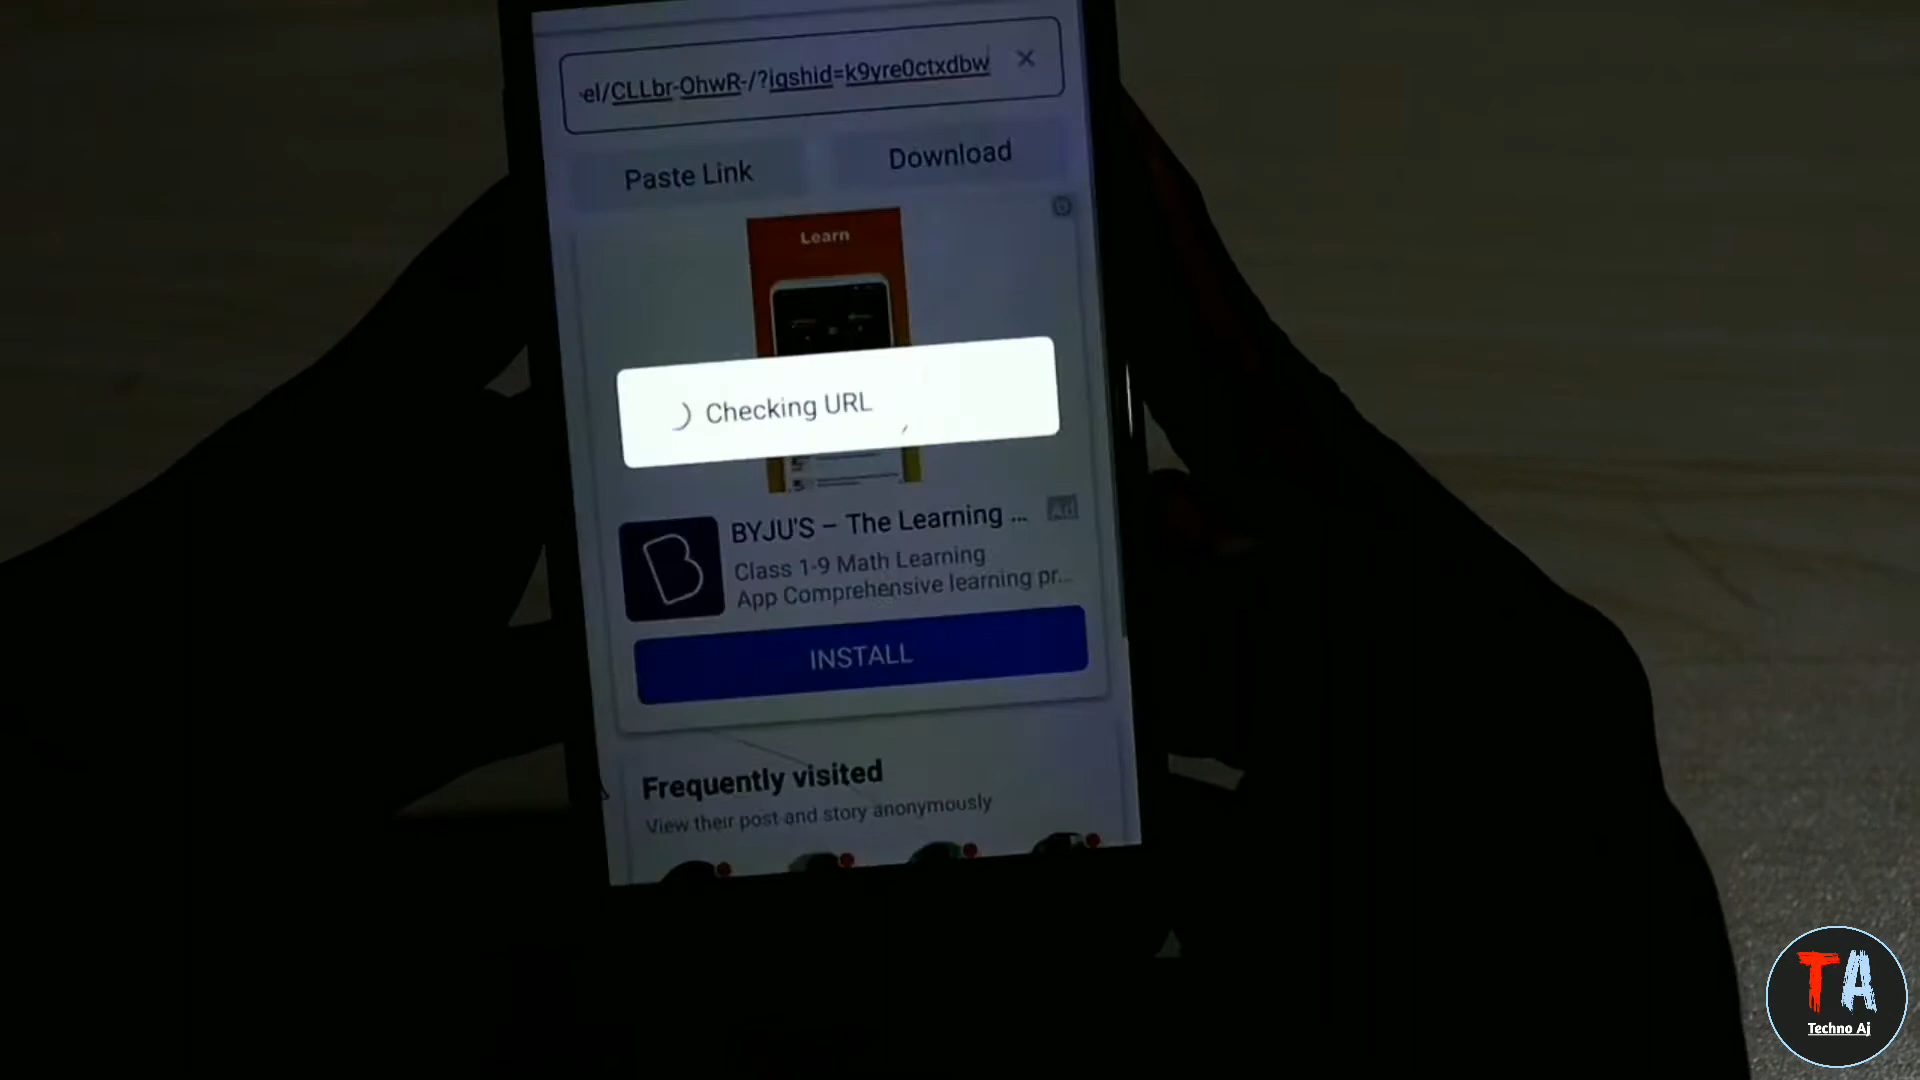 el/CLLbr-OhwR-/?igshid=k9yre0ctxdbw
Paste Link
Download
Learn
Checking URL
BYJU'S – The Learning ...
Ad
Class 1-9 Math Learning
App Comprehensive learning pr...
INSTALL
Frequently visited
View their post and story anonymously
TA
Techno Aj